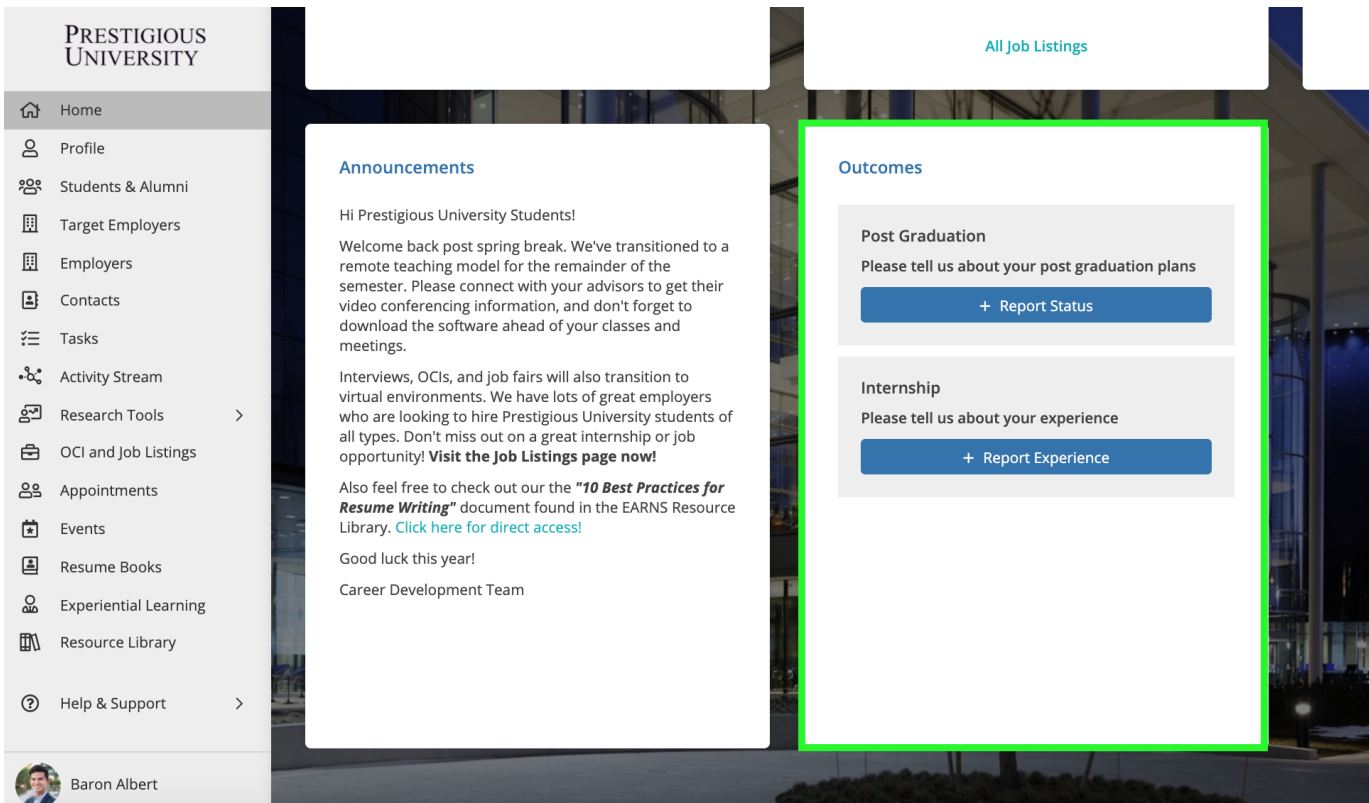 PRESTIGIOUS
UNIVERSITY
Home
Profile
Students & Alumni
Target Employers
Employers
Contacts
Tasks
Activity Stream
Research Tools
OCI and Job Listings
Appointments
Events
Resume Books
Experiential Learning
Resource Library
Help & Support
Baron Albert
All Job Listings
Announcements
Hi Prestigious University Students!
Welcome back post spring break. We've transitioned to a
remote teaching model for the remainder of the
semester. Please connect with your advisors to get their
video conferencing information, and don't forget to
download the software ahead of your classes and
meetings.
Interviews, OCIs, and job fairs will also transition to
virtual environments. We have lots of great employers
who are looking to hire Prestigious University students of
all types. Don't miss out on a great internship or job
opportunity! Visit the Job Listings page now!
Also feel free to check out our the "10 Best Practices for
Resume Writing" document found in the EARNS Resource
Library. Click here for direct access!
Good luck this year!
Career Development Team
Outcomes
Post Graduation
Please tell us about your post graduation plans
+ Report Status
Internship
Please tell us about your experience
+ Report Experience